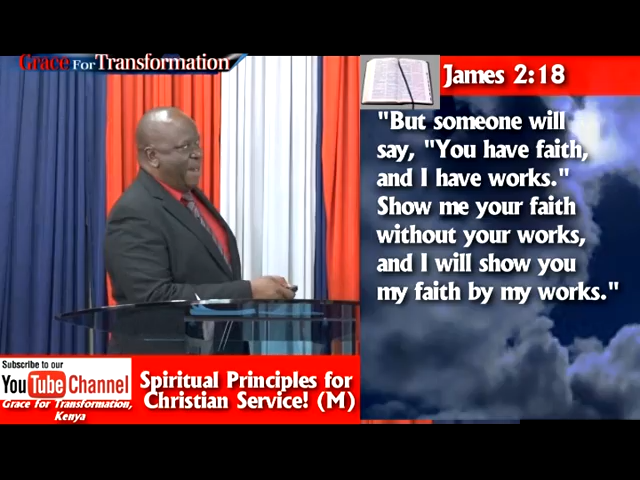 Grace For Transformation
James 2:18
"But someone will
say, "You have faith,
and I have works."
Show me your faith
without your works,
and I will show you
my faith by my works."
Subscribe to our
YouTube Channel
Grace for Transformation,
Kenya
Spiritual Principles for
Christian Service! (M)